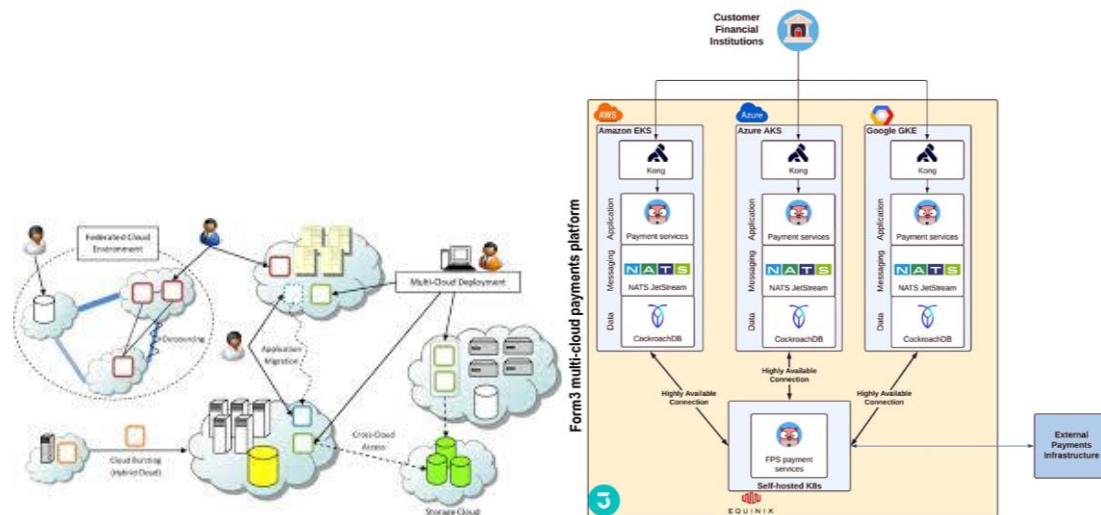 Federated Cloud
Environment
Outsourcing
Multi-Cloud Deployment
Application
Migration
Cloud Bursting
(Hybrid Cloud)
Cross-Cloud
Access
Storage Cloud
Customer
Financial
Institutions
Form3 multi-cloud payments platform
AWS
Amazon EKS
Kong
Application
Payment services
Messaging
NATS
NATS JetStream
Data
CockroachDB
Azure
Azure AKS
Kong
Application
Payment services
Messaging
NATS
NATS JetStream
Data
CockroachDB
Google GKE
Kong
Application
Payment services
Messaging
NATS
NATS JetStream
Data
CockroachDB
Highly Available
Connection
Highly Available
Connection
Highly Available
Connection
FPS payment
services
Self-hosted K8s
EQUINIX
External
Payments
Infrastructure
3